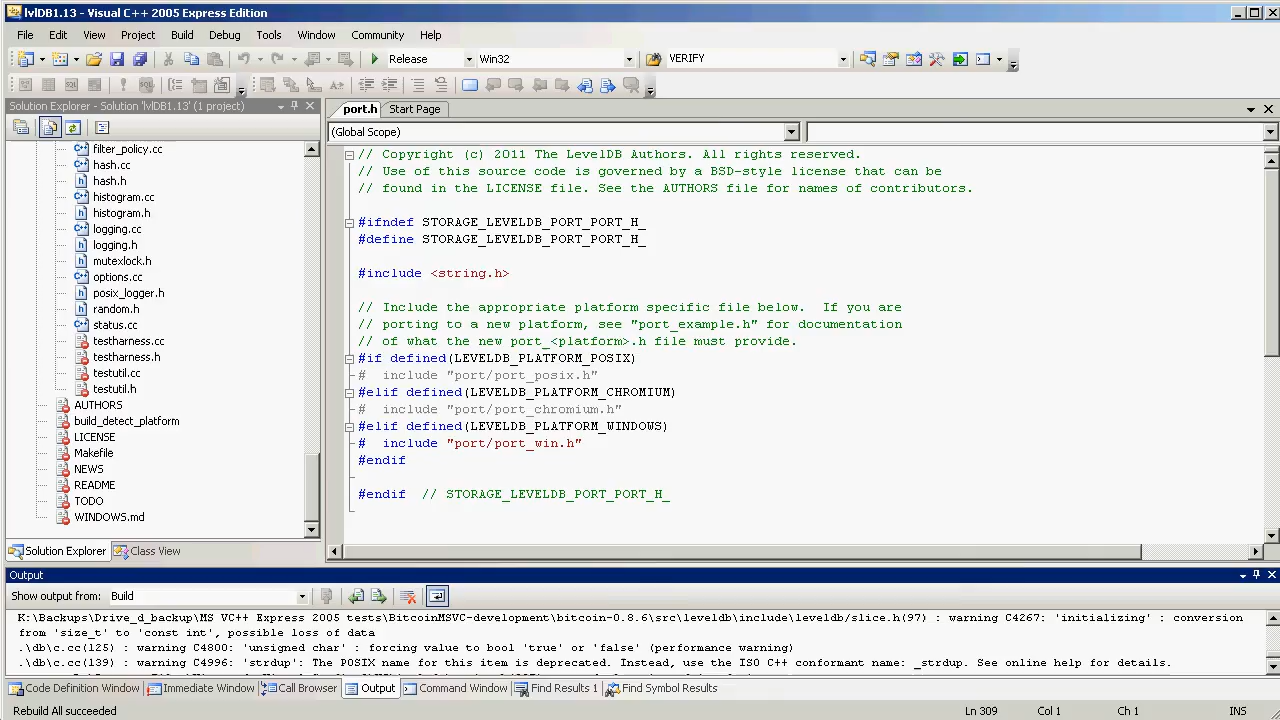 lvlDB1.13 - Visual C++ 2005 Express Edition
File Edit View Project Build Debug Tools Window Community Help
Release Win32 VERIFY
Solution Explorer - Solution 'lvlDB1.13' (1 project)
port.h Start Page
(Global Scope)
filter_policy.cc
hash.cc
hash.h
histogram.cc
histogram.h
logging.cc
logging.h
mutexlock.h
options.cc
posix_logger.h
random.h
status.cc
testharness.cc
testharness.h
testutil.cc
testutil.h
AUTHORS
build_detect_platform
LICENSE
Makefile
NEWS
README
TODO
WINDOWS.md
Solution Explorer Class View
// Copyright (c) 2011 The LevelDB Authors. All rights reserved.
// Use of this source code is governed by a BSD-style license that can be
// found in the LICENSE file. See the AUTHORS file for names of contributors.
#ifndef STORAGE_LEVELDB_PORT_PORT_H_
#define STORAGE_LEVELDB_PORT_PORT_H_
#include <string.h>
// Include the appropriate platform specific file below.  If you are
// porting to a new platform, see "port_example.h" for documentation
// of what the new port_<platform>.h file must provide.
#if defined(LEVELDB_PLATFORM_POSIX)
#  include "port/port_posix.h"
#elif defined(LEVELDB_PLATFORM_CHROMIUM)
#  include "port/port_chromium.h"
#elif defined(LEVELDB_PLATFORM_WINDOWS)
#  include "port/port_win.h"
#endif
#endif  // STORAGE_LEVELDB_PORT_PORT_H_
Output
Show output from: Build
K:\Backups\Drive_d_backup\MS VC++ Express 2005 tests\BitcoinMSVC-development\bitcoin-0.8.6\src\leveldb\include\leveldb/slice.h(97) : warning C4267: 'initializing' : conversion
from 'size_t' to 'const int', possible loss of data
.\db\c.cc(125) : warning C4800: 'unsigned char' : forcing value to bool 'true' or 'false' (performance warning)
.\db\c.cc(139) : warning C4996: 'strdup': The POSIX name for this item is deprecated. Instead, use the ISO C++ conformant name: _strdup. See online help for details.
Code Definition Window Immediate Window Call Browser Output Command Window Find Results 1 Find Symbol Results
Rebuild All succeeded Ln 309 Col 1 Ch 1 INS